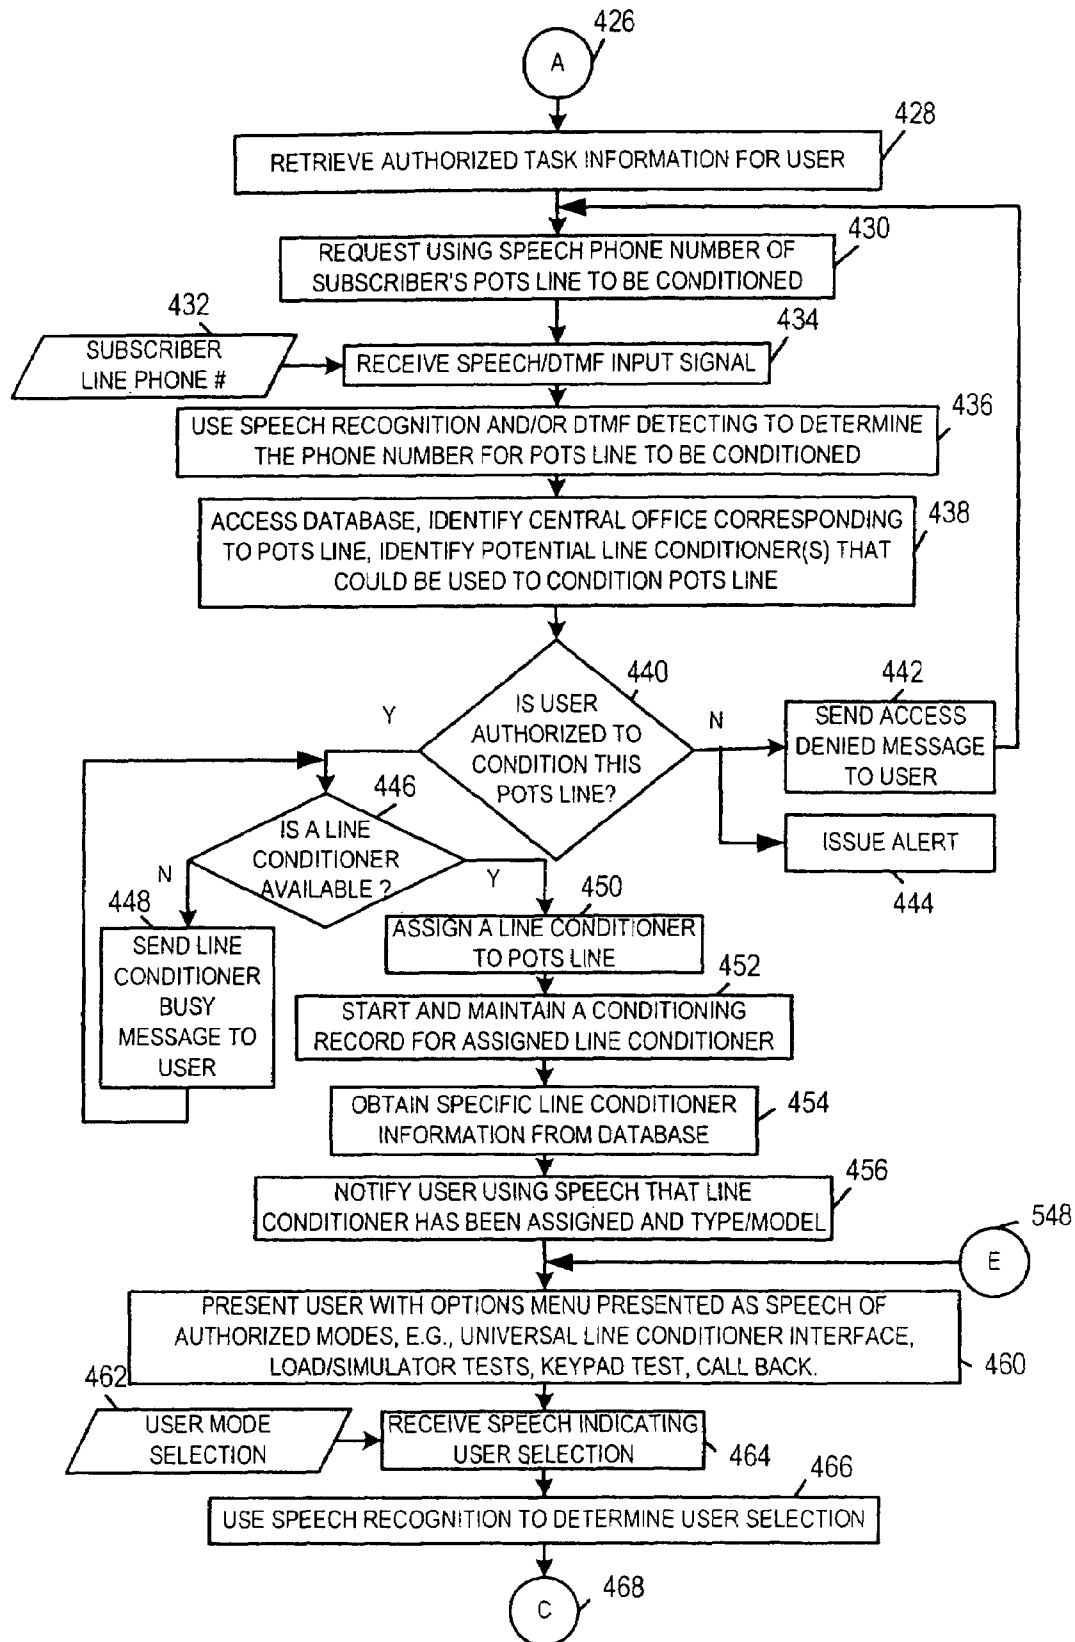 426
A
428
RETRIEVE AUTHORIZED TASK INFORMATION FOR USER
430
REQUEST USING SPEECH PHONE NUMBER OF
SUBSCRIBER'S POTS LINE TO BE CONDITIONED
432
SUBSCRIBER
LINE PHONE #
434
RECEIVE SPEECH/DTMF INPUT SIGNAL
436
USE SPEECH RECOGNITION AND/OR DTMF DETECTING TO DETERMINE
THE PHONE NUMBER FOR POTS LINE TO BE CONDITIONED
438
ACCESS DATABASE, IDENTIFY CENTRAL OFFICE CORRESPONDING
TO POTS LINE, IDENTIFY POTENTIAL LINE CONDITIONER(S) THAT
COULD BE USED TO CONDITION POTS LINE
440
IS USER
AUTHORIZED TO
CONDITION THIS
POTS LINE?
Y
N
442
SEND ACCESS
DENIED MESSAGE
TO USER
ISSUE ALERT
444
446
IS A LINE
CONDITIONER
AVAILABLE ?
N
Y
448
SEND LINE
CONDITIONER
BUSY
MESSAGE TO
USER
450
ASSIGN A LINE CONDITIONER
TO POTS LINE
452
START AND MAINTAIN A CONDITIONING
RECORD FOR ASSIGNED LINE CONDITIONER
454
OBTAIN SPECIFIC LINE CONDITIONER
INFORMATION FROM DATABASE
456
NOTIFY USER USING SPEECH THAT LINE
CONDITIONER HAS BEEN ASSIGNED AND TYPE/MODEL
548
E
PRESENT USER WITH OPTIONS MENU PRESENTED AS SPEECH OF
AUTHORIZED MODES, E.G., UNIVERSAL LINE CONDITIONER INTERFACE,
LOAD/SIMULATOR TESTS, KEYPAD TEST, CALL BACK.
460
462
USER MODE
SELECTION
RECEIVE SPEECH INDICATING
USER SELECTION
464
466
USE SPEECH RECOGNITION TO DETERMINE USER SELECTION
C
468